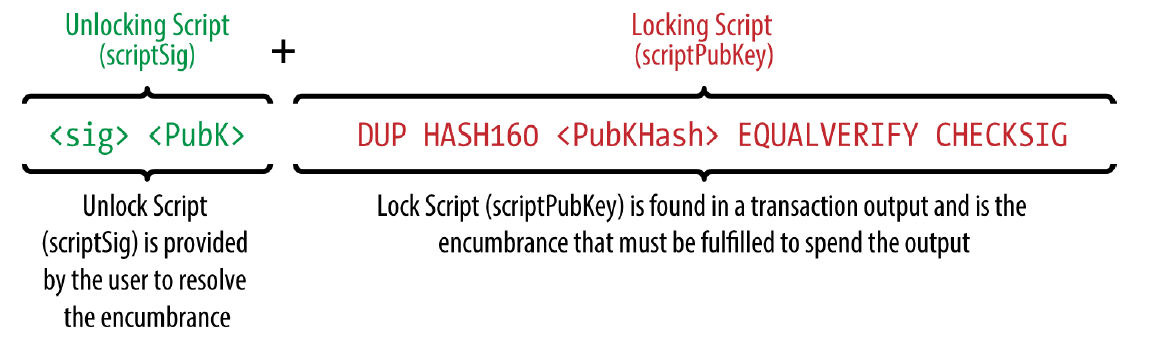 Unlocking Script
(scriptSig)
+
Locking Script
(scriptPubKey)
<sig> <PubK>
DUP HASH160 <PubKHash> EQUALVERIFY CHECKSIG
Unlock Script
(scriptSig) is provided
by the user to resolve
the encumbrance
Lock Script (scriptPubKey) is found in a transaction output and is the
encumbrance that must be fulfilled to spend the output